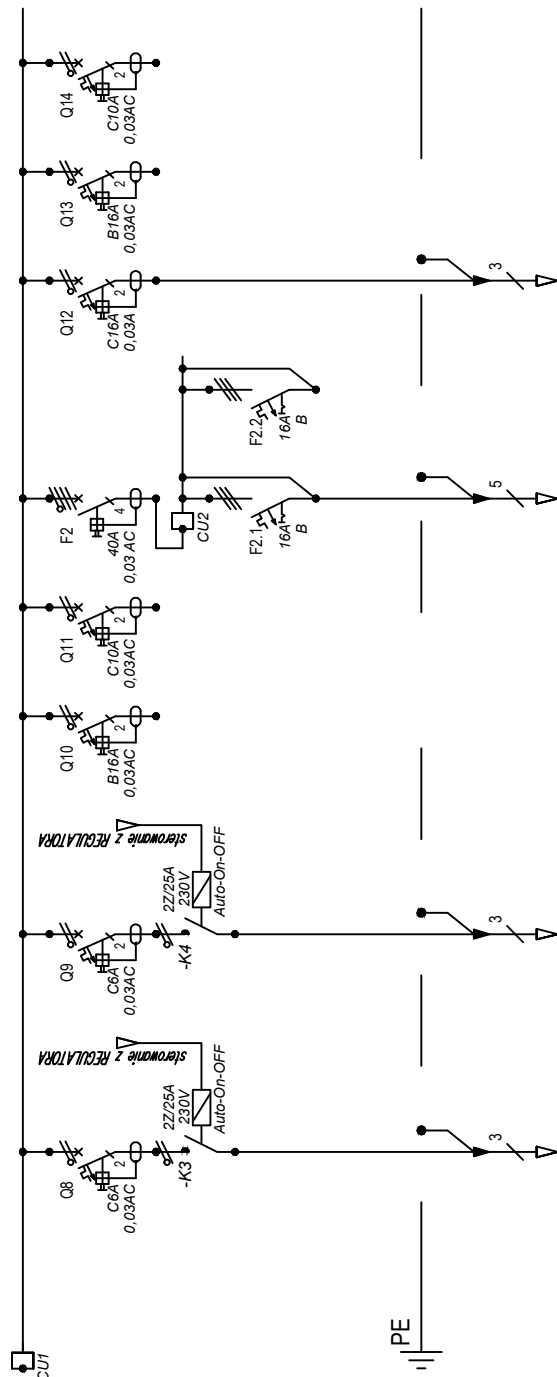 CU1
Q8
2
C6A
0,03AC
-K3
2Z/25A
230V
Auto-On-OFF
sterowanie z REGULATORA
3
Q9
2
C6A
0,03AC
-K4
2Z/25A
230V
Auto-On-OFF
sterowanie z REGULATORA
3
Q10
2
B16A
0,03AC
Q11
2
C10A
0,03AC
F2
4
40A
0,03 AC
CU2
F2.1
16A
B
5
F2.2
16A
B
Q12
2
C16A
0,03A
3
Q13
2
B16A
0,03AC
Q14
2
C10A
0,03AC
PE